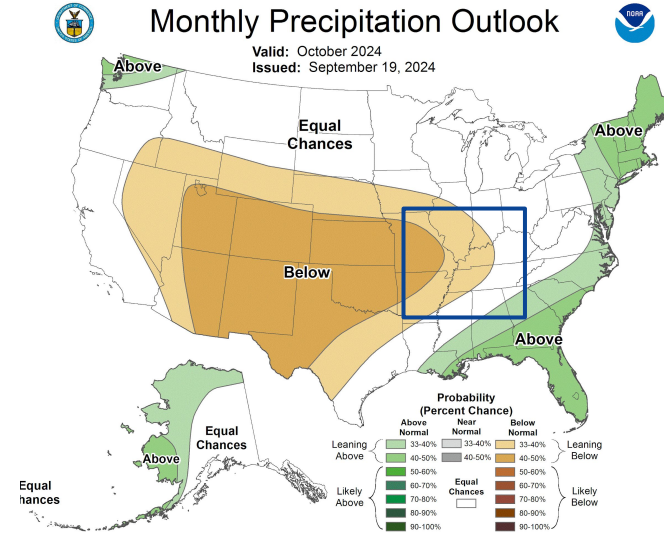 Monthly Precipitation Outlook
NOAA
Valid: October 2024
Issued: September 19, 2024
Above
Equal
Chances
Above
Below
Above
Equal
Chances
Above
Equal
hances
Probability
(Percent Chance)
Above
Normal
Near
Normal
Below
Normal
Leaning
Above
33-40%
40-50%
50-60%
60-70%
70-80%
80-90%
90-100%
Likely
Above
33-40%
40-50%
Equal
Chances
33-40%
40-50%
50-60%
60-70%
70-80%
80-90%
90-100%
Leaning
Below
Likely
Below